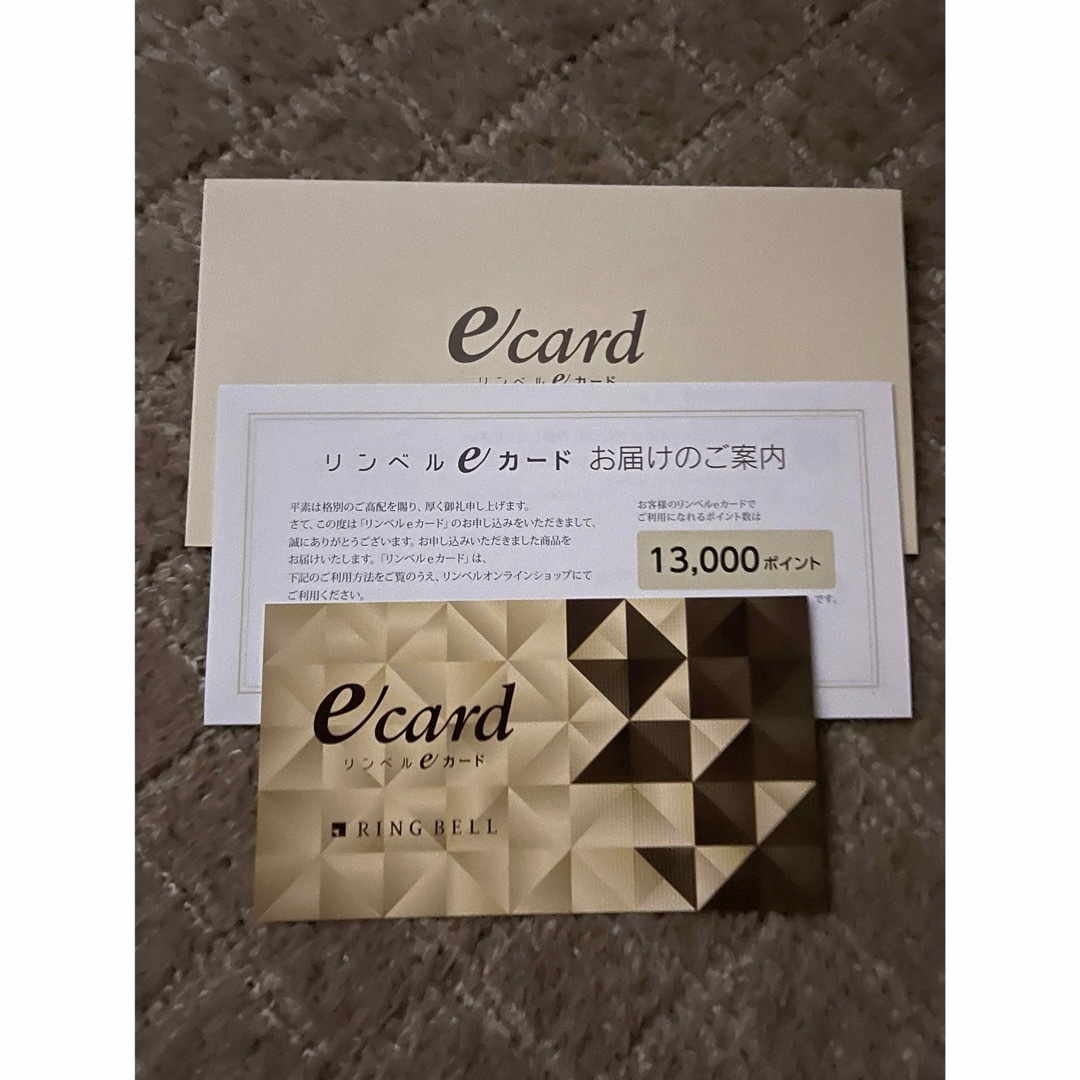 ecard
リンベル eカード
リンベル eカード お届けのご案内
平素は格別のご高配を賜り、厚く御礼申し上げます。
さて、この度は「リンベルeカード」のお申し込みをいただきまして、
誠にありがとうございます。お申し込みいただきました商品を
お届けいたします。「リンベルeカード」は、
下記のご利用方法をご覧のうえ、リンベルオンラインショップにて
ご利用ください。
お客様のリンベルeカードで
ご利用になれるポイント数は
13,000ポイント
です。
ecard
リンベル eカード
RING BELL